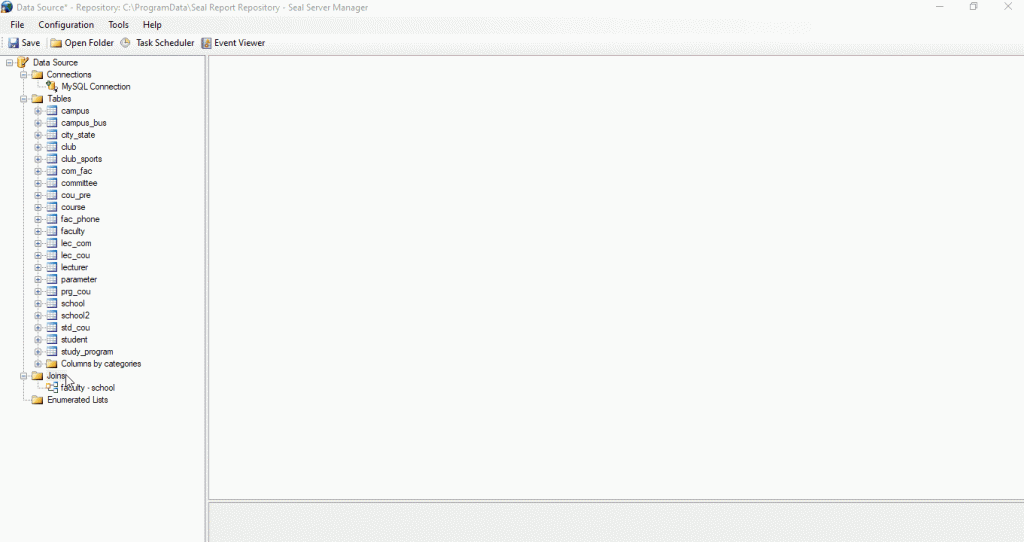 Data Source* - Repository: C:\ProgramData\Seal Report Repository - Seal Server Manager
File Configuration Tools Help
Save Open Folder Task Scheduler Event Viewer
Data Source
Connections
MySQL Connection
Tables
campus
campus_bus
city_state
club
club_sports
com_fac
committee
cou_pre
course
fac_phone
faculty
lec_com
lec_cou
lecturer
parameter
prg_cou
school
school2
std_cou
student
study_program
Columns by categories
Joins
faculty - school
Enumerated Lists